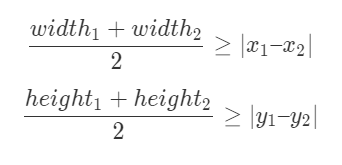 (width₁ + width₂)/2 ≥ |x₁–x₂|
(height₁ + height₂)/2 ≥ |y₁–y₂|